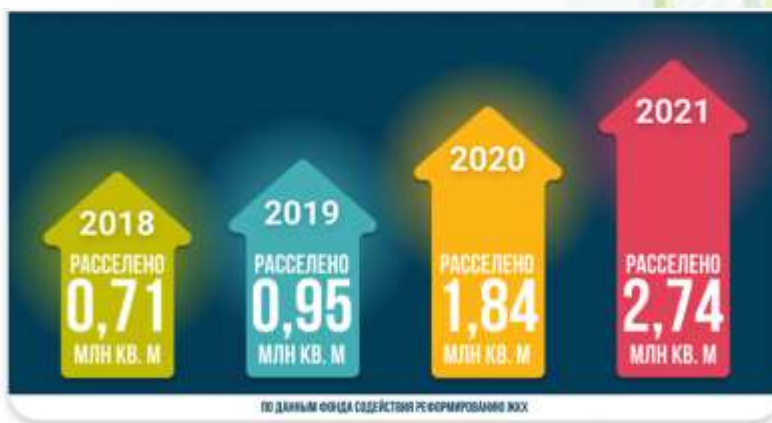 2018
РАССЕЛЕНО
0,71
МЛН КВ. М
2019
РАССЕЛЕНО
0,95
МЛН КВ. М
2020
РАССЕЛЕНО
1,84
МЛН КВ. М
2021
РАССЕЛЕНО
2,74
МЛН КВ. М
ПО ДАННЫМ ФОНДА СОДЕЙСТВИЯ РЕФОРМИРОВАНИЮ ЖКХ